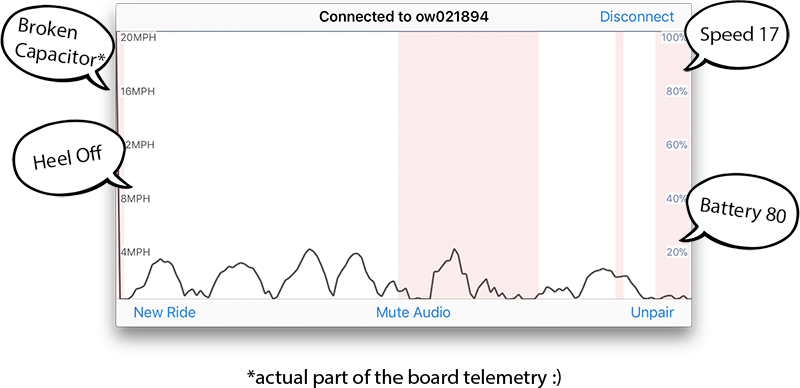 Connected to ow021894
Disconnect
Broken
Capacitor*
Speed 17
20MPH
100%
16MPH
80%
Heel Off
2MPH
60%
8MPH
40%
Battery 80
4MPH
20%
New Ride
Mute Audio
Unpair
*actual part of the board telemetry :)